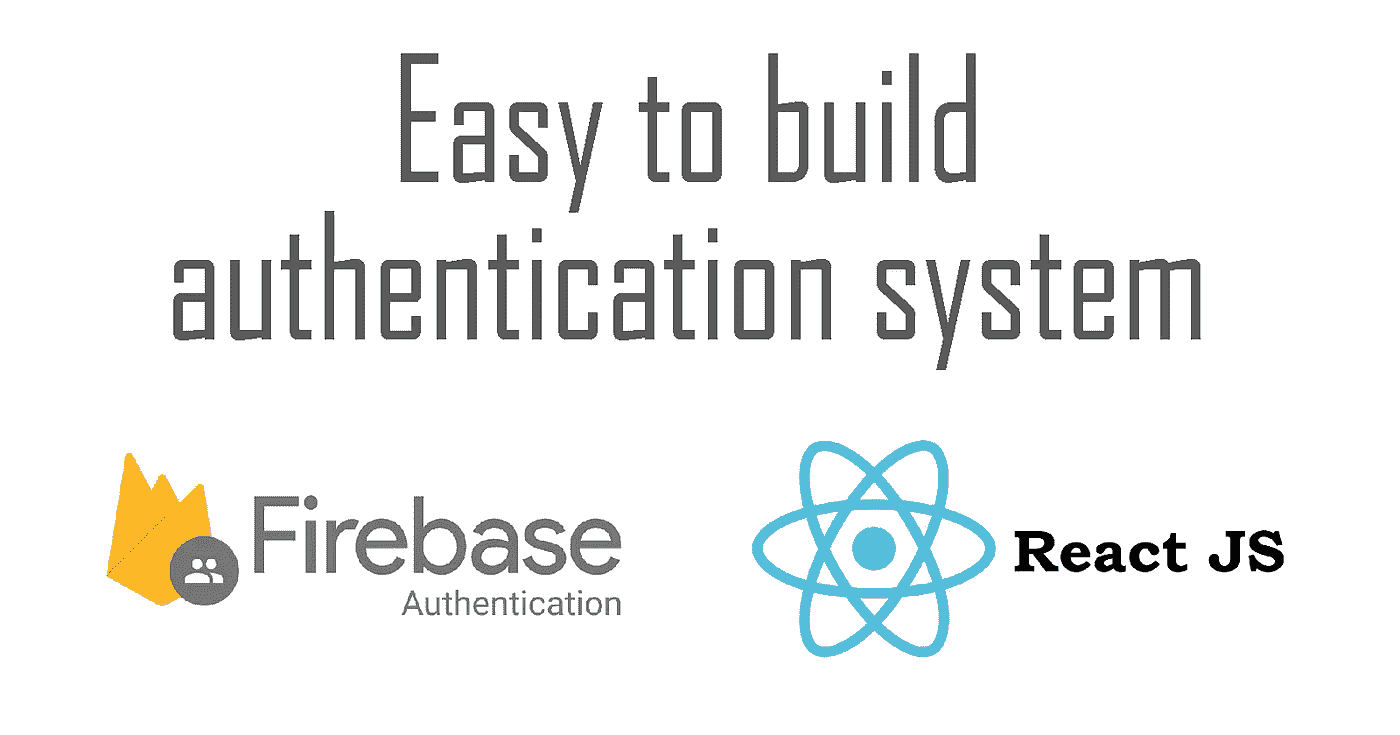 Easy to build
authentication system
Firebase
Authentication
React JS